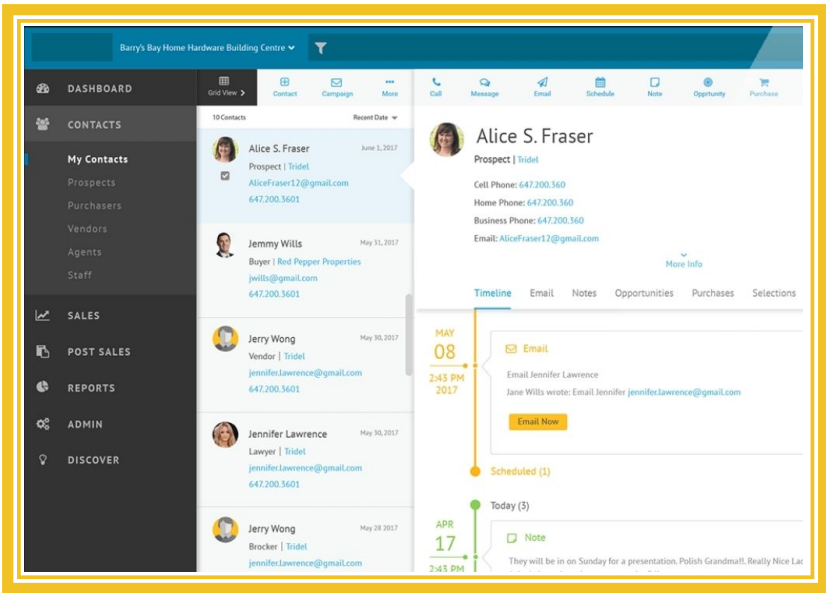 Barry's Bay Home Hardware Building Centre
DASHBOARD
CONTACTS
My Contacts
Prospects
Purchasers
Vendors
Agents
Staff
SALES
POST SALES
REPORTS
ADMIN
DISCOVER
Grid View
Contact
Campaign
More
10 Contacts
Recent Date
Alice S. Fraser
June 1, 2017
Prospect | Tridel
AliceFraser12@gmail.com
647.200.3601
Jemmy Wills
May 31, 2017
Buyer | Red Pepper Properties
jwills@gmail.com
647.200.3601
Jerry Wong
May 30, 2017
Vendor | Tridel
jennifer.lawrence@gmail.com
647.200.3601
Jennifer Lawrence
May 30, 2017
Lawyer | Tridel
jennifer.lawrence@gmail.com
647.200.3601
Jerry Wong
May 28 2017
Brocker | Tridel
jennifer.lawrence@gmail.com
Call
Message
Email
Schedule
Note
Opprtunity
Purchase
Alice S. Fraser
Prospect | Tridel
Cell Phone: 647.200.360
Home Phone: 647.200.360
Business Phone: 647.200.360
Email: AliceFraser12@gmail.com
More Info
Timeline
Email
Notes
Opportunities
Purchases
Selections
MAY
08
2:43 PM
2017
Email
Email Jennifer Lawrence
Jane Wills wrote: Email Jennifer jennifer.lawrence@gmail.com
Email Now
Scheduled (1)
Today (3)
APR
17
2:43 PM
Note
They will be in on Sunday for a presentation. Polish Grandma!!. Really Nice